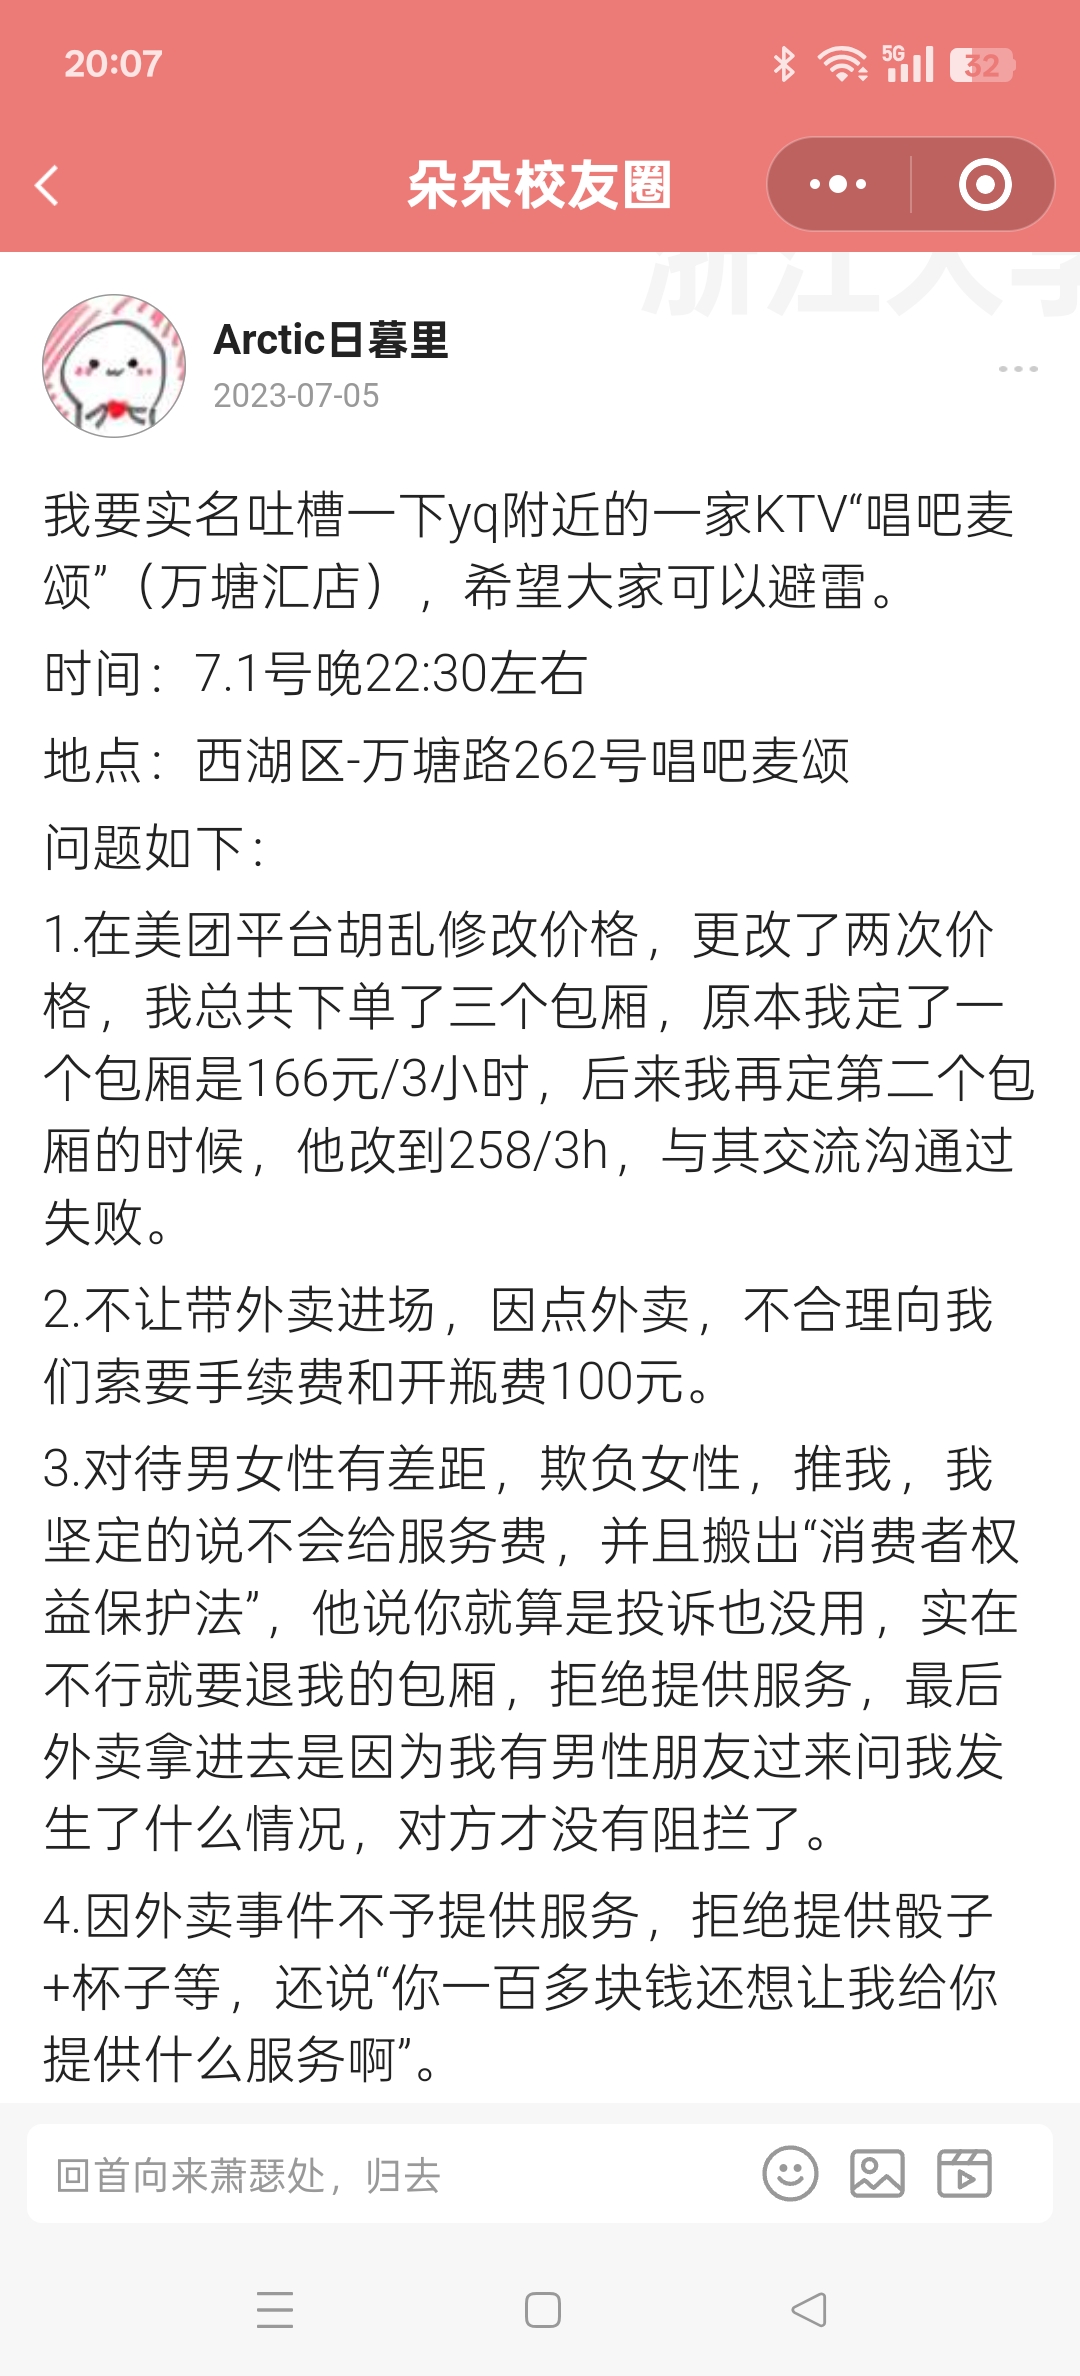 20:07
5G
32
朵朵校友圈
浙江大学
Arctic日暮里
2023-07-05
我要实名吐槽一下yq附近的一家KTV“唱吧麦
颂”（万塘汇店），希望大家可以避雷。
时间：7.1号晚22:30左右
地点：西湖区-万塘路262号唱吧麦颂
问题如下：
1.在美团平台胡乱修改价格，更改了两次价
格，我总共下单了三个包厢，原本我定了一
个包厢是166元/3小时，后来我再定第二个包
厢的时候，他改到258/3h，与其交流沟通过
失败。
2.不让带外卖进场，因点外卖，不合理向我
们索要手续费和开瓶费100元。
3.对待男女性有差距，欺负女性，推我，我
坚定的说不会给服务费，并且搬出“消费者权
益保护法”，他说你就算是投诉也没用，实在
不行就要退我的包厢，拒绝提供服务，最后
外卖拿进去是因为我有男性朋友过来问我发
生了什么情况，对方才没有阻拦了。
4.因外卖事件不予提供服务，拒绝提供骰子
+杯子等，还说“你一百多块钱还想让我给你
提供什么服务啊”。
回首向来萧瑟处，归去